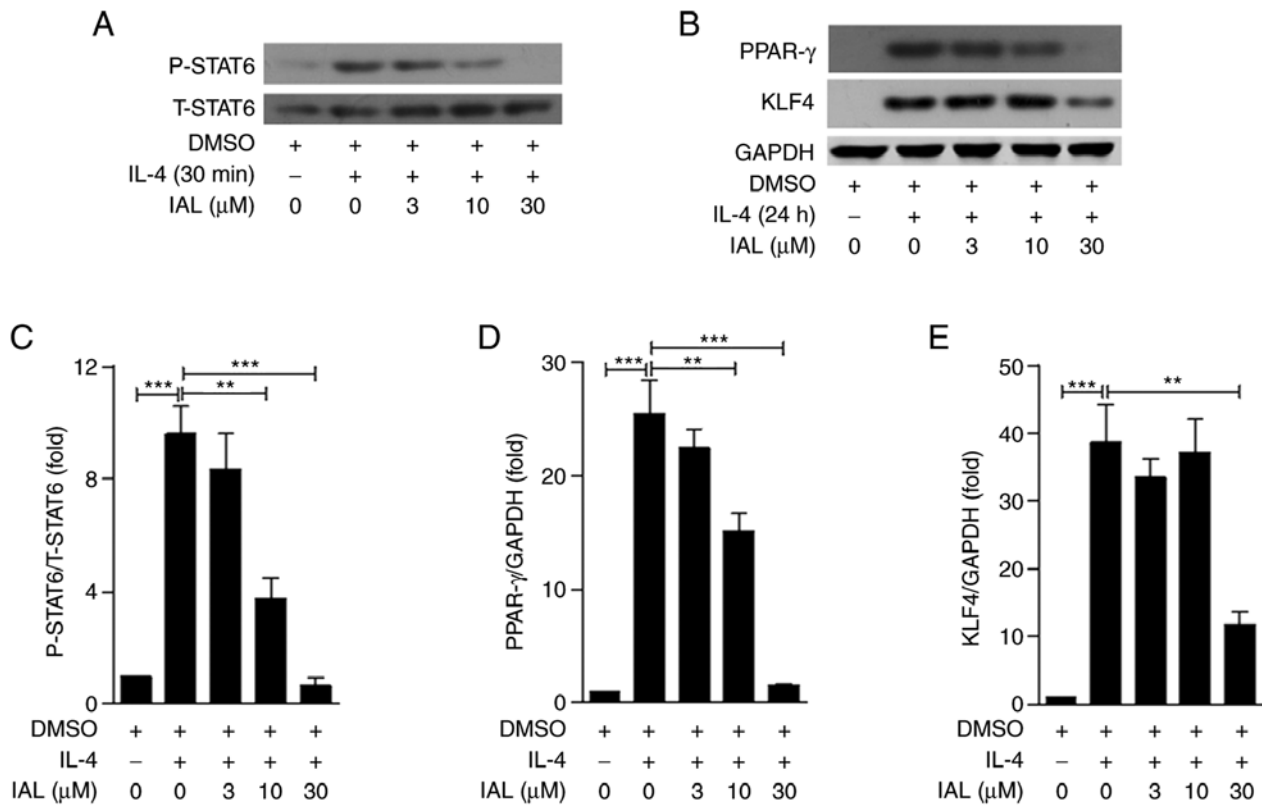 A
P-STAT6
T-STAT6
DMSO + + + + +
IL-4 (30 min) – + + + +
IAL (μM) 0 0 3 10 30
B
PPAR-γ
KLF4
GAPDH
DMSO + + + + +
IL-4 (24 h) – + + + +
IAL (μM) 0 0 3 10 30
C
P-STAT6/T-STAT6 (fold)
12
8
4
0
***
**
***
DMSO + + + + +
IL-4 – + + + +
IAL (μM) 0 0 3 10 30
D
PPAR-γ/GAPDH (fold)
30
20
10
0
***
**
***
DMSO + + + + +
IL-4 – + + + +
IAL (μM) 0 0 3 10 30
E
KLF4/GAPDH (fold)
50
40
30
20
10
0
***
**
DMSO + + + + +
IL-4 – + + + +
IAL (μM) 0 0 3 10 30